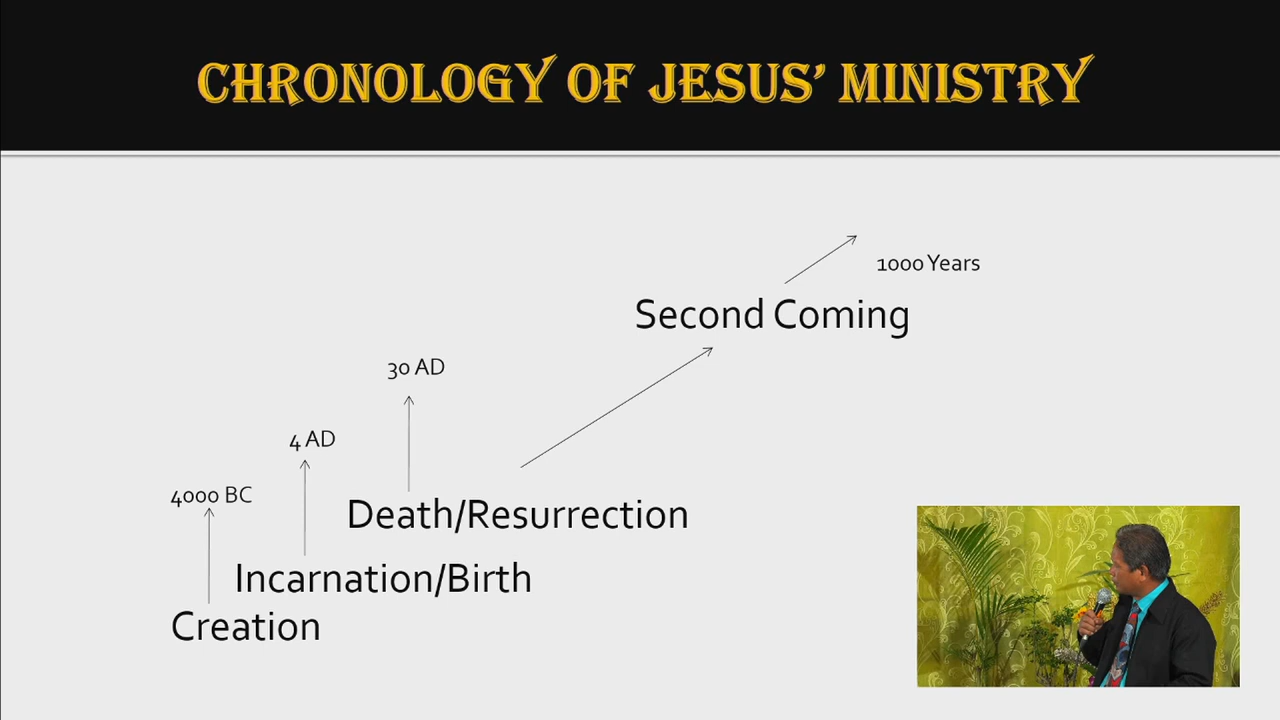 CHRONOLOGY OF JESUS’ MINISTRY
1000 Years
Second Coming
30 AD
4 AD
4000 BC
Death/Resurrection
Incarnation/Birth
Creation